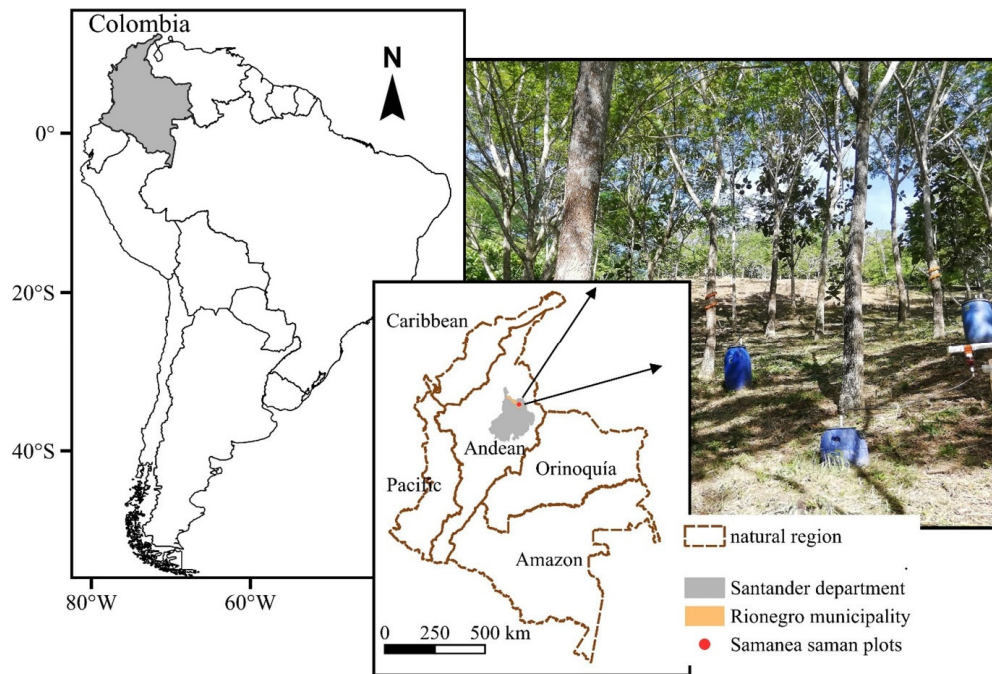 Colombia
N
0°
20°S
40°S
80°W
60°W
Caribbean
Andean
Pacific
Orinoquía
Amazon
0 250 500 km
natural region
Santander department
Rionegro municipality
Samanea saman plots